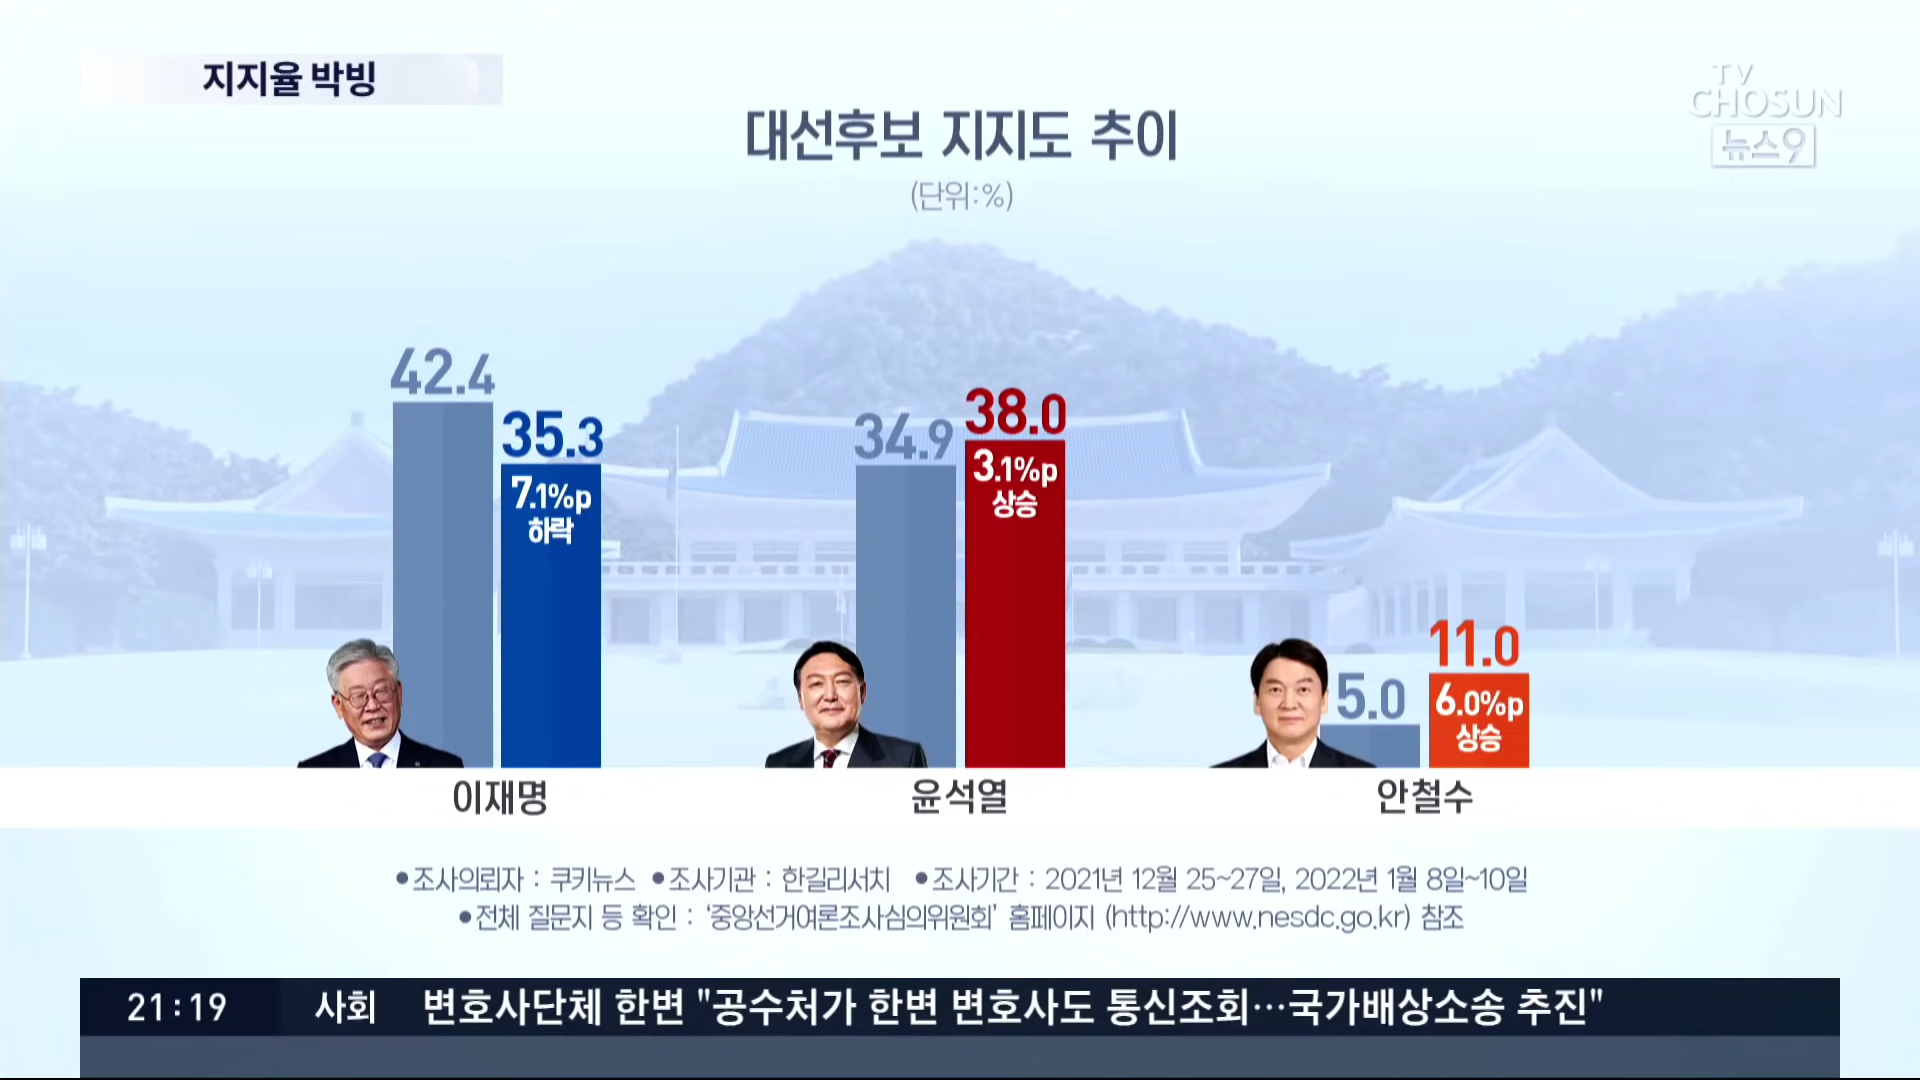 지지율 박빙
TV
CHOSUN
뉴스9
대선후보 지지도 추이
(단위:%)
42.4
35.3
7.1%p
하락
34.9
38.0
3.1%p
상승
5.0
11.0
6.0%p
상승
이재명
윤석열
안철수
•조사의뢰자 : 쿠키뉴스 •조사기관 : 한길리서치 •조사기간 : 2021년 12월 25~27일, 2022년 1월 8일~10일
•전체 질문지 등 확인 : ‘중앙선거여론조사심의위원회’ 홈페이지 (http://www.nesdc.go.kr) 참조
21:19 사회 변호사단체 한변 "공수처가 한변 변호사도 통신조회…국가배상소송 추진"